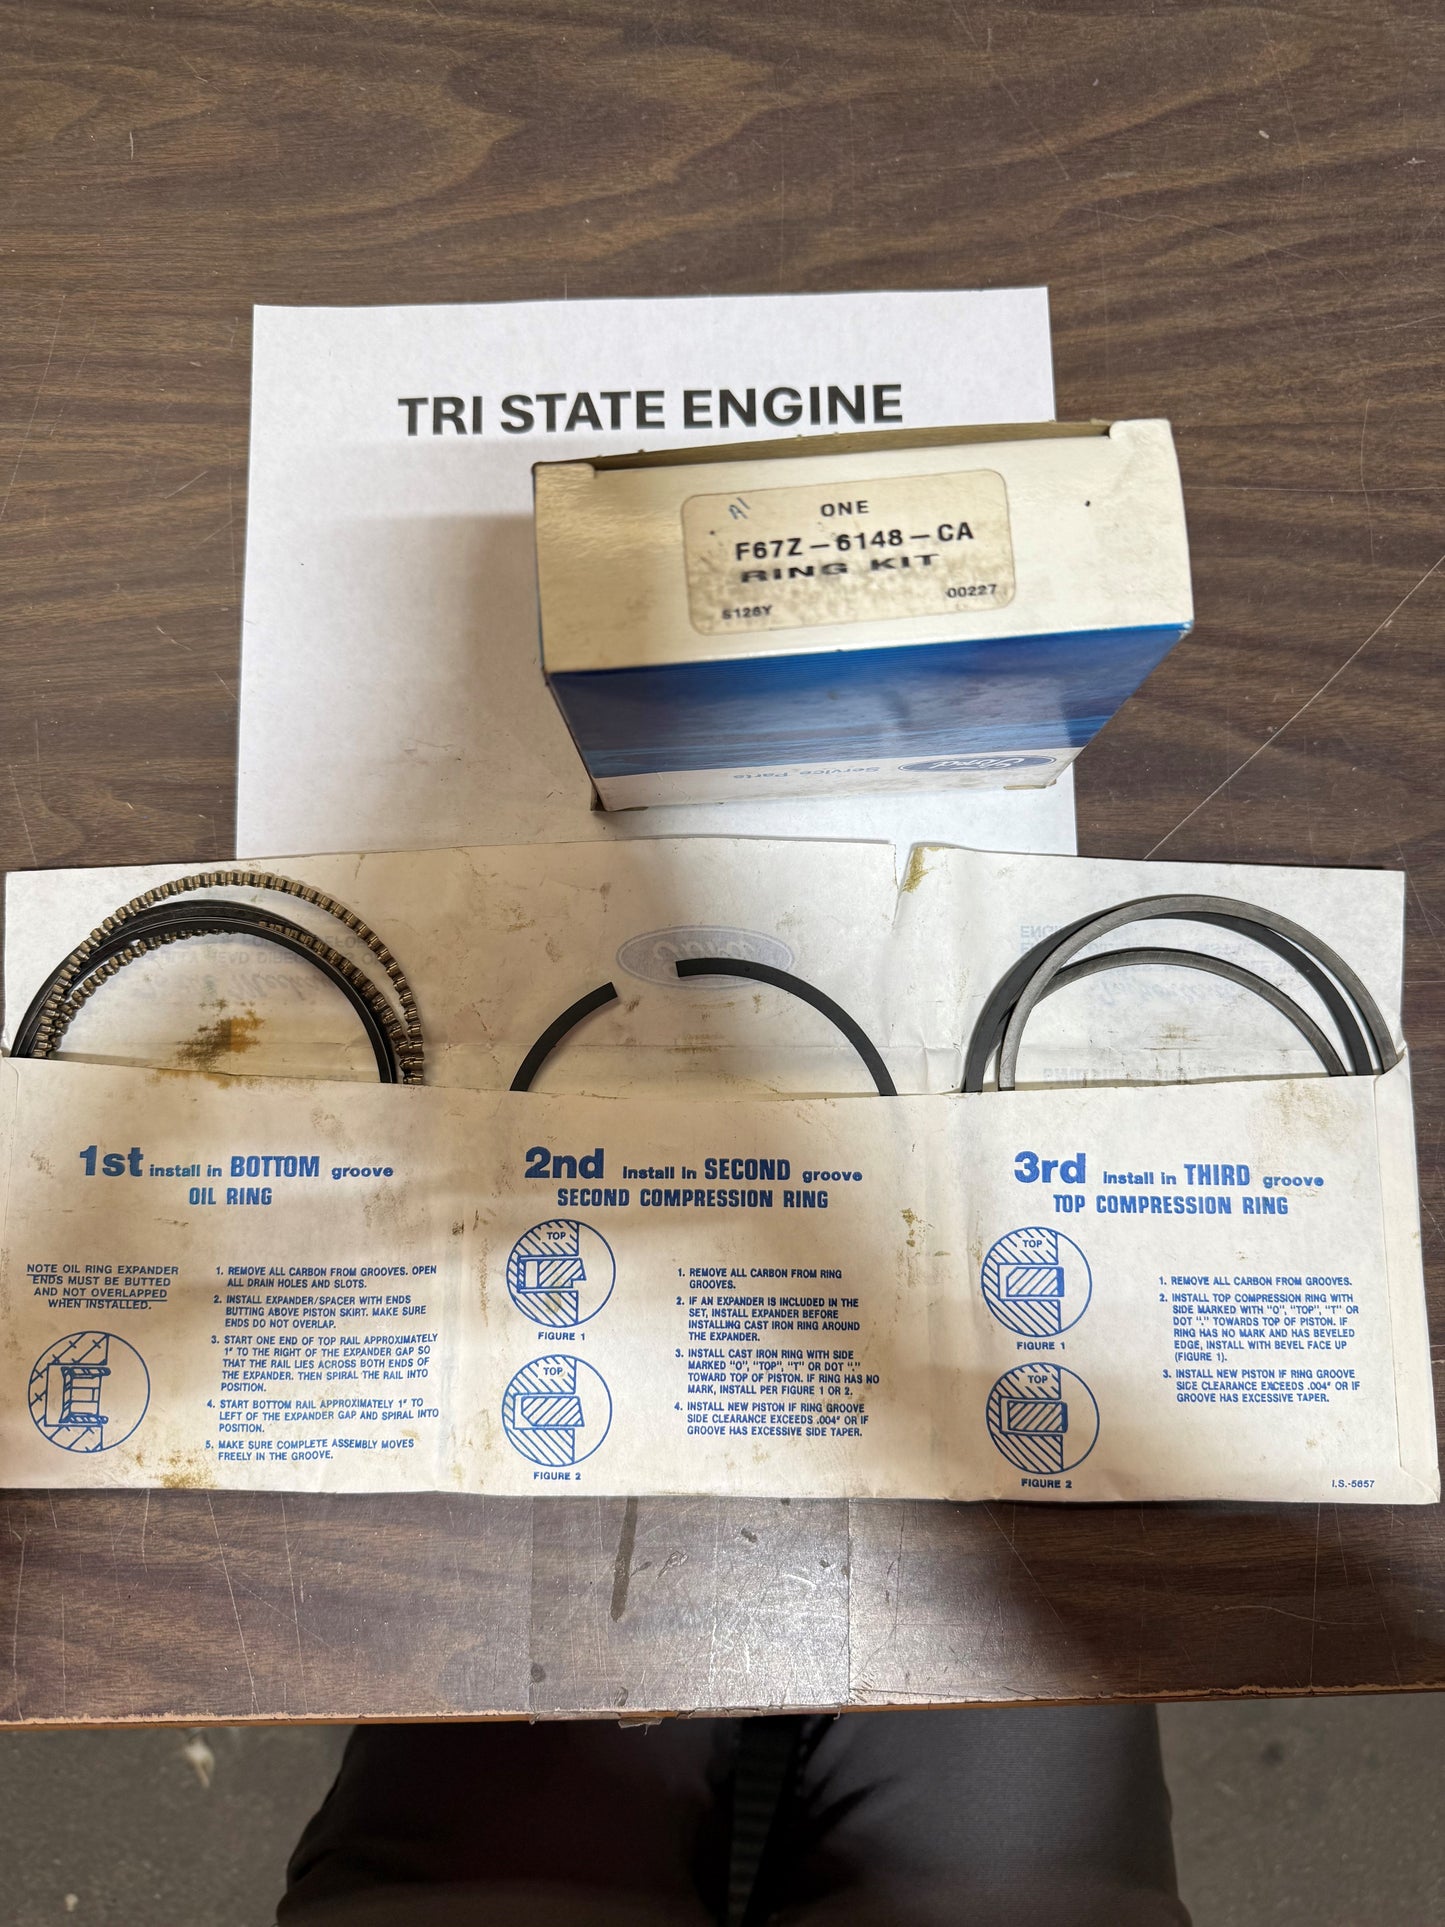 TRI STATE ENGINE
A1
ONE
F67Z-6148-CA
RING KIT
S126Y 00227
Ford
Service Parts
Ford
1st install in BOTTOM groove
OIL RING
NOTE OIL RING EXPANDER
ENDS MUST BE BUTTED
AND NOT OVERLAPPED
WHEN INSTALLED.
1. REMOVE ALL CARBON FROM GROOVES. OPEN
ALL DRAIN HOLES AND SLOTS.
2. INSTALL EXPANDER/SPACER WITH ENDS
BUTTING ABOVE PISTON SKIRT. MAKE SURE
ENDS DO NOT OVERLAP.
3. START ONE END OF TOP RAIL APPROXIMATELY
1" TO THE RIGHT OF THE EXPANDER GAP SO
THAT THE RAIL LIES ACROSS BOTH ENDS OF
THE EXPANDER. THEN SPIRAL THE RAIL INTO
POSITION.
4. START BOTTOM RAIL APPROXIMATELY 1" TO
LEFT OF THE EXPANDER GAP AND SPIRAL INTO
POSITION.
5. MAKE SURE COMPLETE ASSEMBLY MOVES
FREELY IN THE GROOVE.
2nd install in SECOND groove
SECOND COMPRESSION RING
TOP
FIGURE 1
TOP
FIGURE 2
1. REMOVE ALL CARBON FROM RING
GROOVES.
2. IF AN EXPANDER IS INCLUDED IN THE
SET, INSTALL EXPANDER BEFORE
INSTALLING CAST IRON RING AROUND
THE EXPANDER.
3. INSTALL CAST IRON RING WITH SIDE
MARKED "O", "TOP", "T" OR DOT "."
TOWARD TOP OF PISTON. IF RING HAS NO
MARK, INSTALL PER FIGURE 1 OR 2.
4. INSTALL NEW PISTON IF RING GROOVE
SIDE CLEARANCE EXCEEDS .004" OR IF
GROOVE HAS EXCESSIVE SIDE TAPER.
3rd install in THIRD groove
TOP COMPRESSION RING
TOP
FIGURE 1
TOP
FIGURE 2
1. REMOVE ALL CARBON FROM GROOVES.
2. INSTALL TOP COMPRESSION RING WITH
SIDE MARKED WITH "O", "TOP", "T" OR
DOT "." TOWARDS TOP OF PISTON. IF
RING HAS NO MARK AND HAS BEVELED
EDGE, INSTALL WITH BEVEL FACE UP
(FIGURE 1).
3. INSTALL NEW PISTON IF RING GROOVE
SIDE CLEARANCE EXCEEDS .004" OR IF
GROOVE HAS EXCESSIVE TAPER.
I.S.-5657